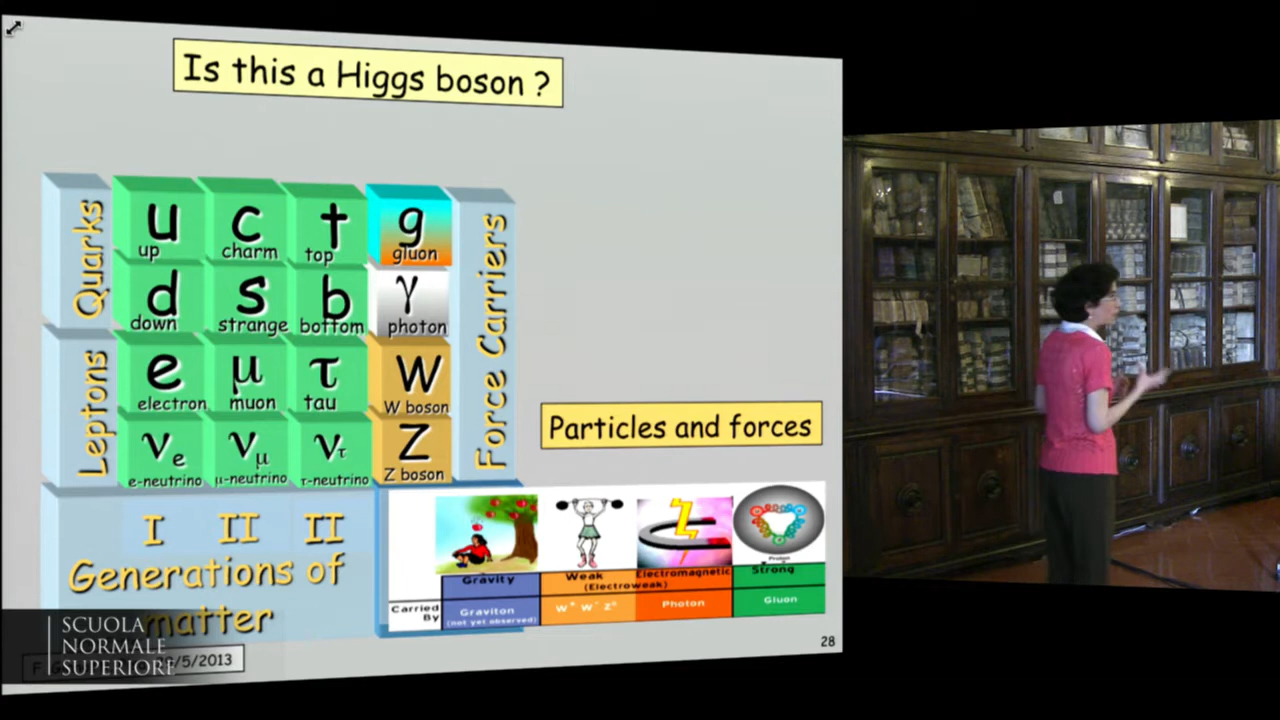 Is this a Higgs boson ?
Quarks
u
up
c
charm
t
top
g
gluon
d
down
s
strange
b
bottom
γ
photon
Leptons
e
electron
μ
muon
τ
tau
W
W boson
νe
e-neutrino
νμ
μ-neutrino
ντ
τ-neutrino
Z
Z boson
Force Carriers
I II II
Generations of
matter
Particles and forces
Proton
Gravity
Weak
Electromagnetic
(Electroweak)
Strong
Carried
By
Graviton
(not yet observed)
W⁺ W⁻ Z⁰
Photon
Gluon
28
/5/2013
SCUOLA
NORMALE
SUPERIORE